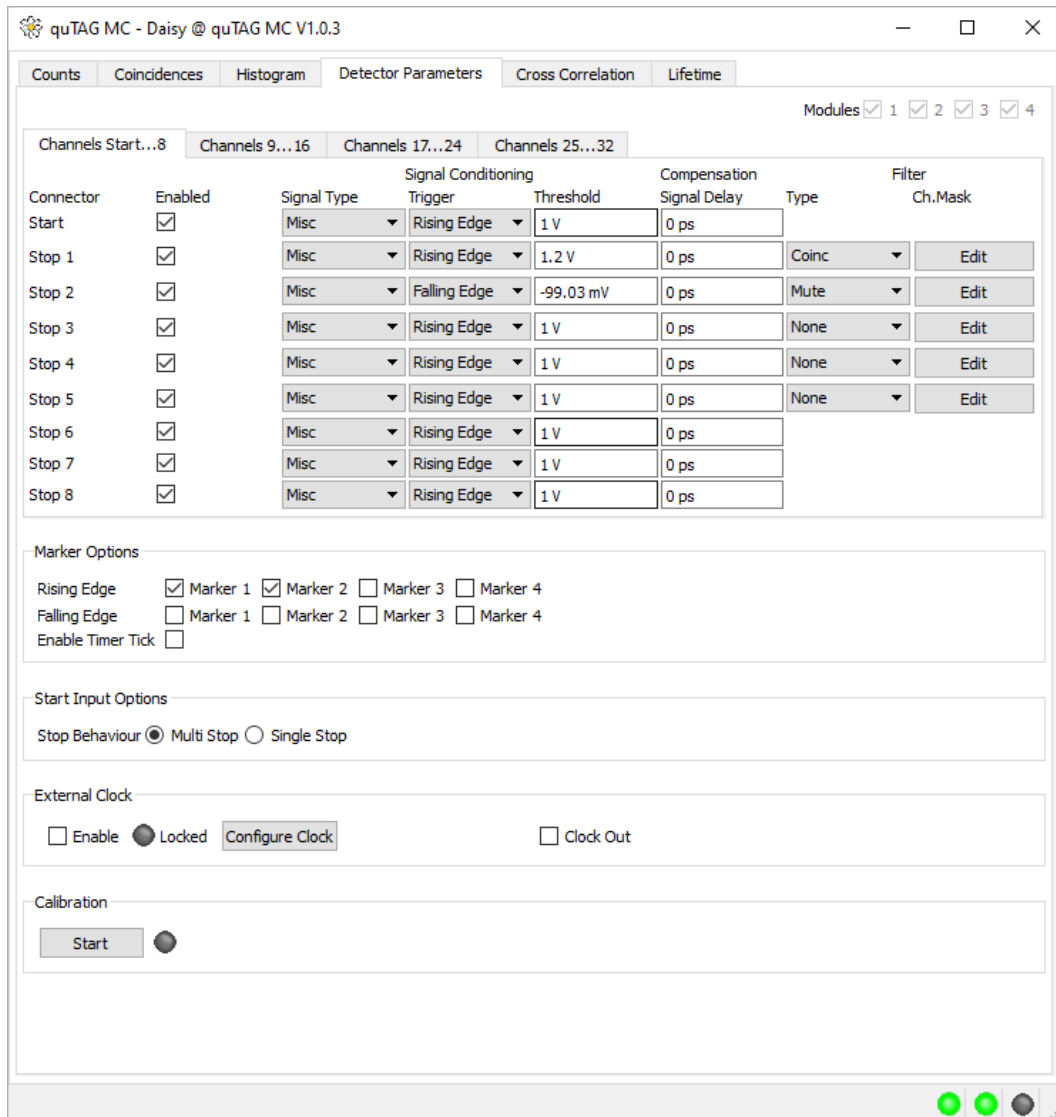 quTAG MC - Daisy @ quTAG MC V1.0.3
Counts Coincidences Histogram Detector Parameters Cross Correlation Lifetime
Modules 1 2 3 4
Channels Start...8 Channels 9...16 Channels 17...24 Channels 25...32
Signal Conditioning Compensation Filter
Connector Enabled Signal Type Trigger Threshold Signal Delay Type Ch.Mask
Start Misc Rising Edge 1 V 0 ps
Stop 1 Misc Rising Edge 1.2 V 0 ps Coinc Edit
Stop 2 Misc Falling Edge -99.03 mV 0 ps Mute Edit
Stop 3 Misc Rising Edge 1 V 0 ps None Edit
Stop 4 Misc Rising Edge 1 V 0 ps None Edit
Stop 5 Misc Rising Edge 1 V 0 ps None Edit
Stop 6 Misc Rising Edge 1 V 0 ps
Stop 7 Misc Rising Edge 1 V 0 ps
Stop 8 Misc Rising Edge 1 V 0 ps
Marker Options
Rising Edge Marker 1 Marker 2 Marker 3 Marker 4
Falling Edge Marker 1 Marker 2 Marker 3 Marker 4
Enable Timer Tick
Start Input Options
Stop Behaviour Multi Stop Single Stop
External Clock
Enable Locked Configure Clock Clock Out
Calibration
Start